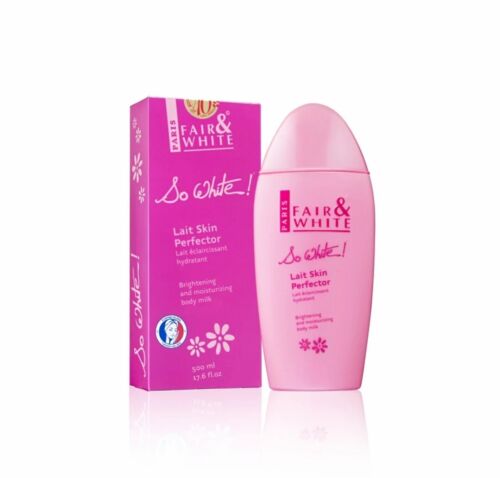 PARIS
FAIR &
WHITE
So White!
Lait Skin
Perfector
Lait éclaircissant
hydratant
Brightening
and moisturizing
body milk
500 ml
17.6 fl.oz
So White!
PARIS
FAIR &
WHITE
So White!
Lait Skin
Perfector
Lait éclaircissant
hydratant
Brightening
and moisturizing
body milk